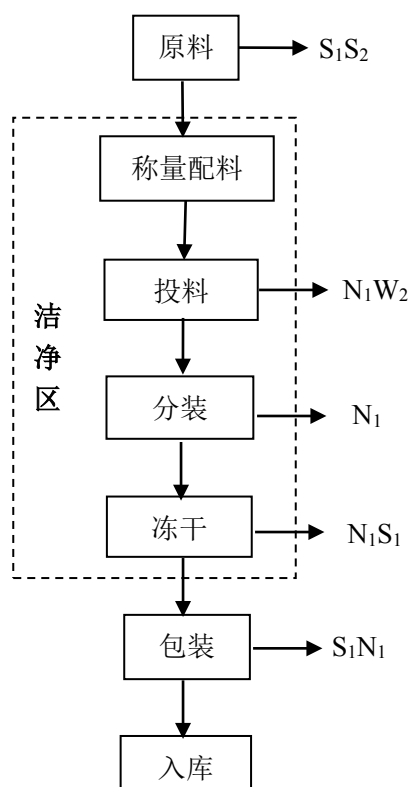 原料 S₁S₂
称量配料
投料 N₁W₂
洁净区
分装 N₁
冻干 N₁S₁
包装 S₁N₁
入库